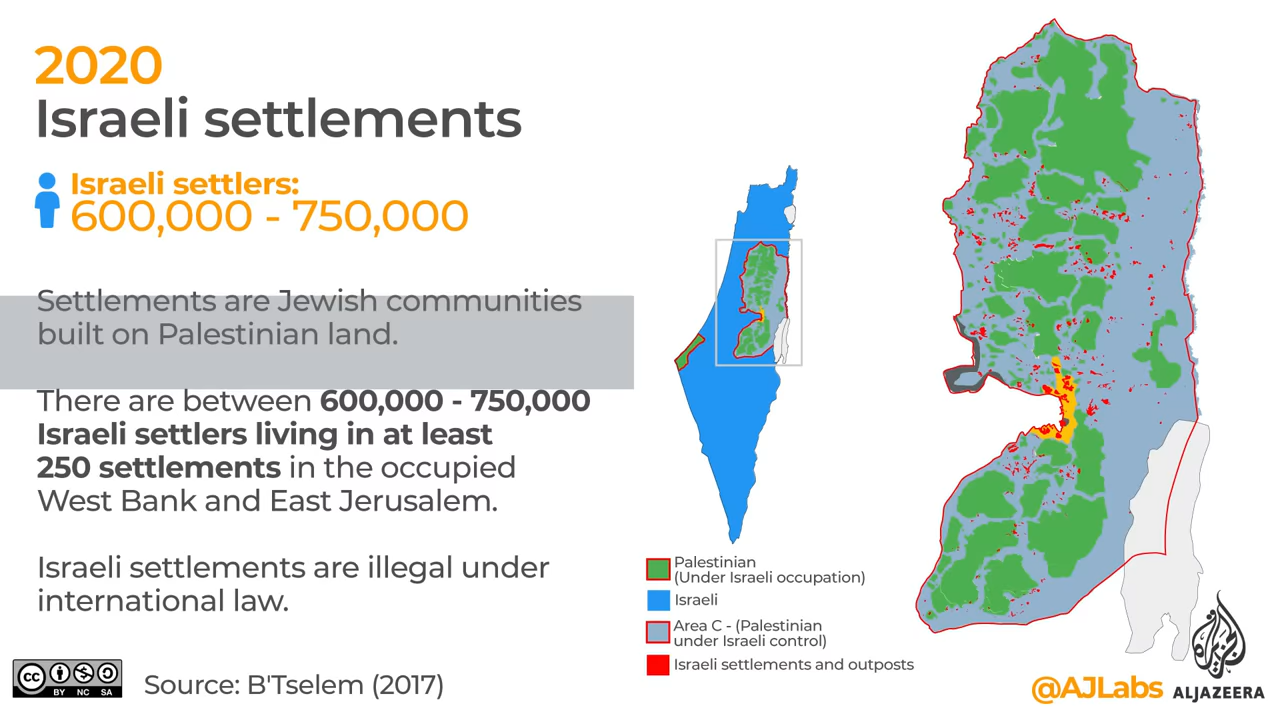 2020
Israeli settlements
Israeli settlers:
600,000 - 750,000
Settlements are Jewish communities
built on Palestinian land.
There are between 600,000 - 750,000
Israeli settlers living in at least
250 settlements in the occupied
West Bank and East Jerusalem.
Israeli settlements are illegal under
international law.
cc
BY NC SA
Source: B'Tselem (2017)
Palestinian
(Under Israeli occupation)
Israeli
Area C - (Palestinian
under Israeli control)
Israeli settlements and outposts
@AJLabs
الجزيرة
ALJAZEERA